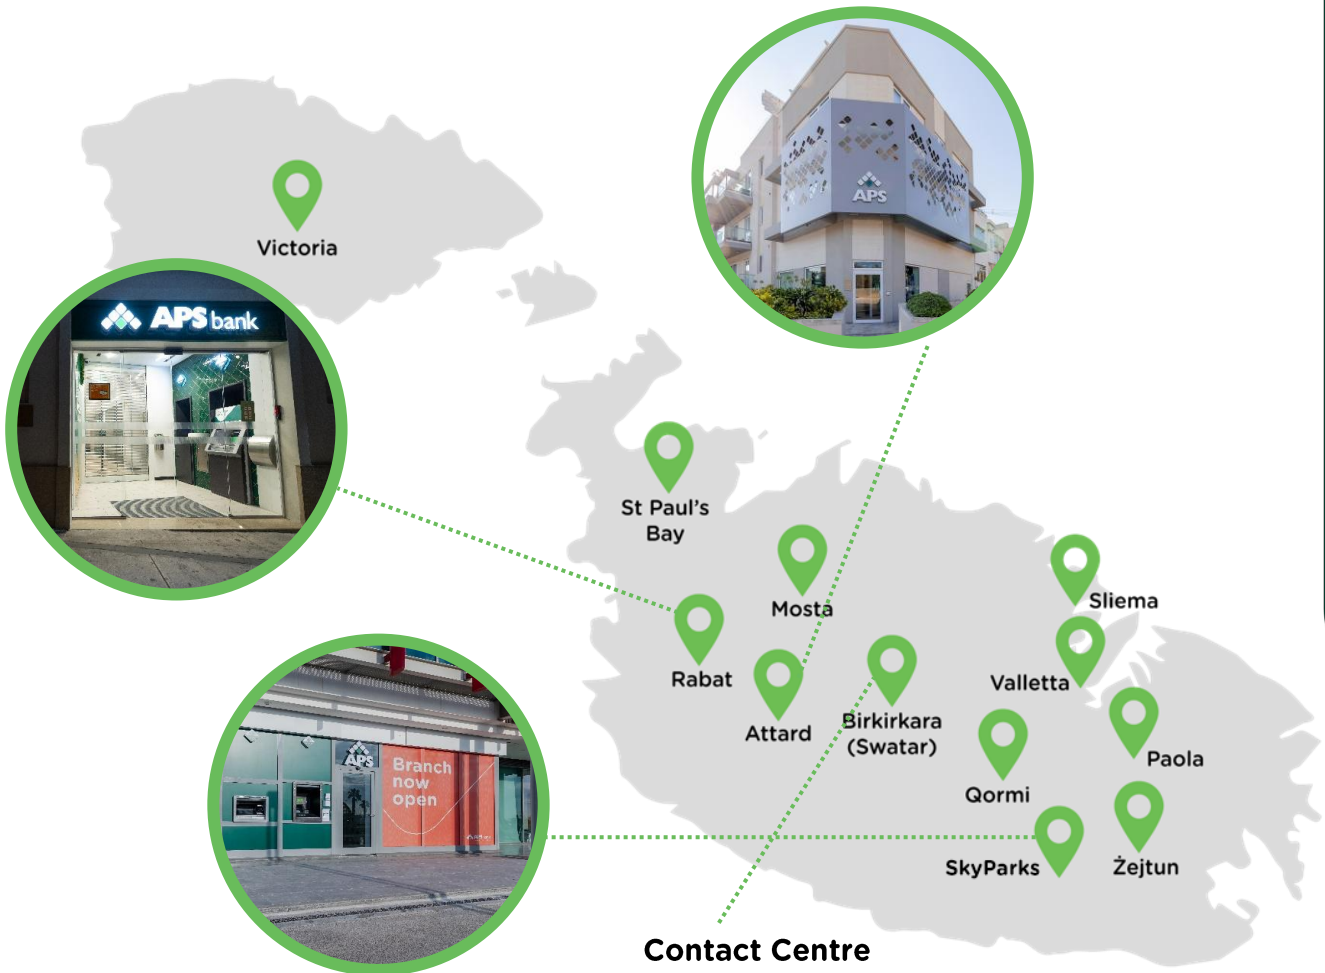 APS
Victoria
APS bank
St Paul's
Bay
Mosta
Sliema
Rabat
Attard
Birkirkara
(Swatar)
Valletta
Qormi
Paola
APS
Branch
now
open
SkyParks
Żejtun
Contact Centre